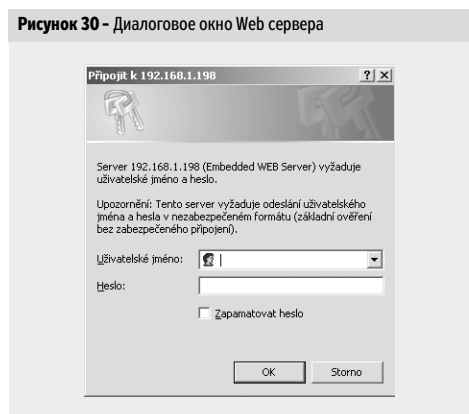 Рисунок 30 – Диалоговое окно Web сервера
Připojit k 192.168.1.198
Server 192.168.1.198 (Embedded WEB Server) vyžaduje
uživatelské jméno a heslo.
Upozornění: Tento server vyžaduje odeslání uživatelského
jména a hesla v nezabezpečeném formátu (základní ověření
bez zabezpečeného připojení).
Uživatelské jméno:
Heslo:
Zapamatovat heslo
OK Storno